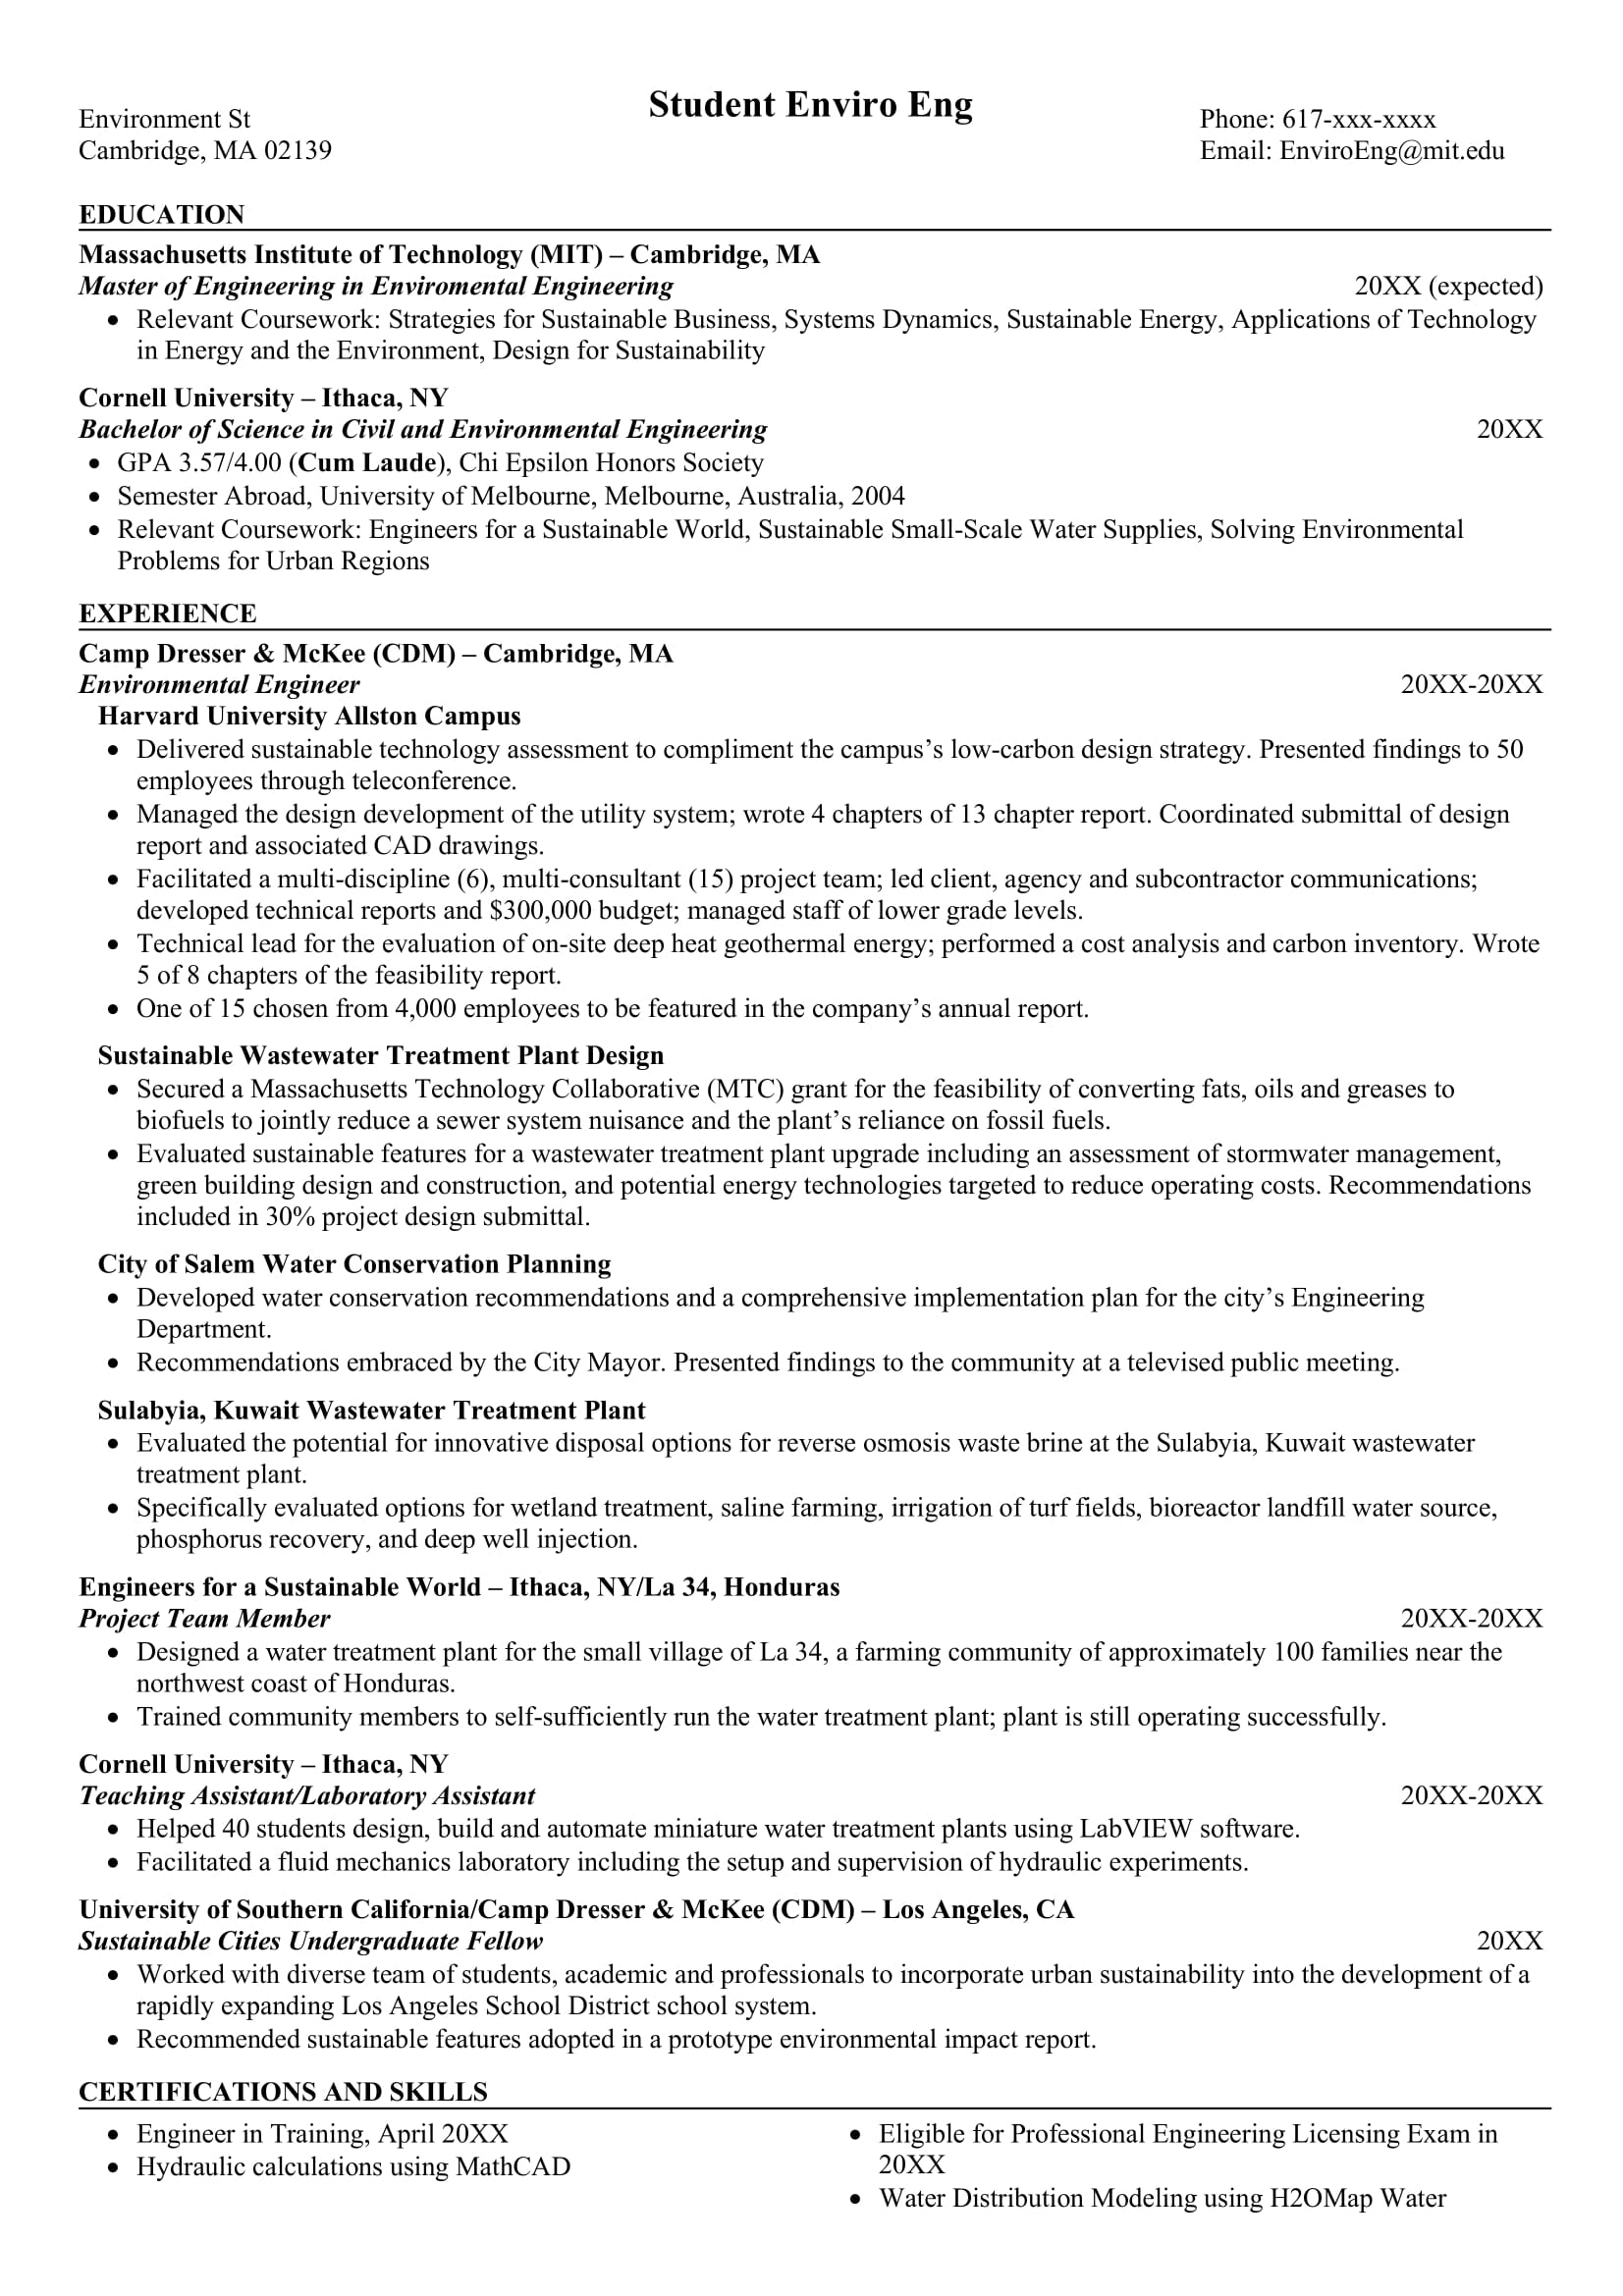 Student Enviro Eng
Environment St
Cambridge, MA 02139
Phone: 617-xxx-xxxx
Email: EnviroEng@mit.edu
EDUCATION
Massachusetts Institute of Technology (MIT) – Cambridge, MA
Master of Engineering in Enviromental Engineering 20XX (expected)
• Relevant Coursework: Strategies for Sustainable Business, Systems Dynamics, Sustainable Energy, Applications of Technology
in Energy and the Environment, Design for Sustainability
Cornell University – Ithaca, NY
Bachelor of Science in Civil and Environmental Engineering 20XX
• GPA 3.57/4.00 (Cum Laude), Chi Epsilon Honors Society
• Semester Abroad, University of Melbourne, Melbourne, Australia, 2004
• Relevant Coursework: Engineers for a Sustainable World, Sustainable Small-Scale Water Supplies, Solving Environmental
Problems for Urban Regions
EXPERIENCE
Camp Dresser & McKee (CDM) – Cambridge, MA
Environmental Engineer 20XX-20XX
Harvard University Allston Campus
• Delivered sustainable technology assessment to compliment the campus’s low-carbon design strategy. Presented findings to 50
employees through teleconference.
• Managed the design development of the utility system; wrote 4 chapters of 13 chapter report. Coordinated submittal of design
report and associated CAD drawings.
• Facilitated a multi-discipline (6), multi-consultant (15) project team; led client, agency and subcontractor communications;
developed technical reports and $300,000 budget; managed staff of lower grade levels.
• Technical lead for the evaluation of on-site deep heat geothermal energy; performed a cost analysis and carbon inventory. Wrote
5 of 8 chapters of the feasibility report.
• One of 15 chosen from 4,000 employees to be featured in the company’s annual report.
Sustainable Wastewater Treatment Plant Design
• Secured a Massachusetts Technology Collaborative (MTC) grant for the feasibility of converting fats, oils and greases to
biofuels to jointly reduce a sewer system nuisance and the plant’s reliance on fossil fuels.
• Evaluated sustainable features for a wastewater treatment plant upgrade including an assessment of stormwater management,
green building design and construction, and potential energy technologies targeted to reduce operating costs. Recommendations
included in 30% project design submittal.
City of Salem Water Conservation Planning
• Developed water conservation recommendations and a comprehensive implementation plan for the city’s Engineering
Department.
• Recommendations embraced by the City Mayor. Presented findings to the community at a televised public meeting.
Sulabyia, Kuwait Wastewater Treatment Plant
• Evaluated the potential for innovative disposal options for reverse osmosis waste brine at the Sulabyia, Kuwait wastewater
treatment plant.
• Specifically evaluated options for wetland treatment, saline farming, irrigation of turf fields, bioreactor landfill water source,
phosphorus recovery, and deep well injection.
Engineers for a Sustainable World – Ithaca, NY/La 34, Honduras
Project Team Member 20XX-20XX
• Designed a water treatment plant for the small village of La 34, a farming community of approximately 100 families near the
northwest coast of Honduras.
• Trained community members to self-sufficiently run the water treatment plant; plant is still operating successfully.
Cornell University – Ithaca, NY
Teaching Assistant/Laboratory Assistant 20XX-20XX
• Helped 40 students design, build and automate miniature water treatment plants using LabVIEW software.
• Facilitated a fluid mechanics laboratory including the setup and supervision of hydraulic experiments.
University of Southern California/Camp Dresser & McKee (CDM) – Los Angeles, CA
Sustainable Cities Undergraduate Fellow 20XX
• Worked with diverse team of students, academic and professionals to incorporate urban sustainability into the development of a
rapidly expanding Los Angeles School District school system.
• Recommended sustainable features adopted in a prototype environmental impact report.
CERTIFICATIONS AND SKILLS
• Engineer in Training, April 20XX
• Hydraulic calculations using MathCAD
• Eligible for Professional Engineering Licensing Exam in
20XX
• Water Distribution Modeling using H2OMap Water